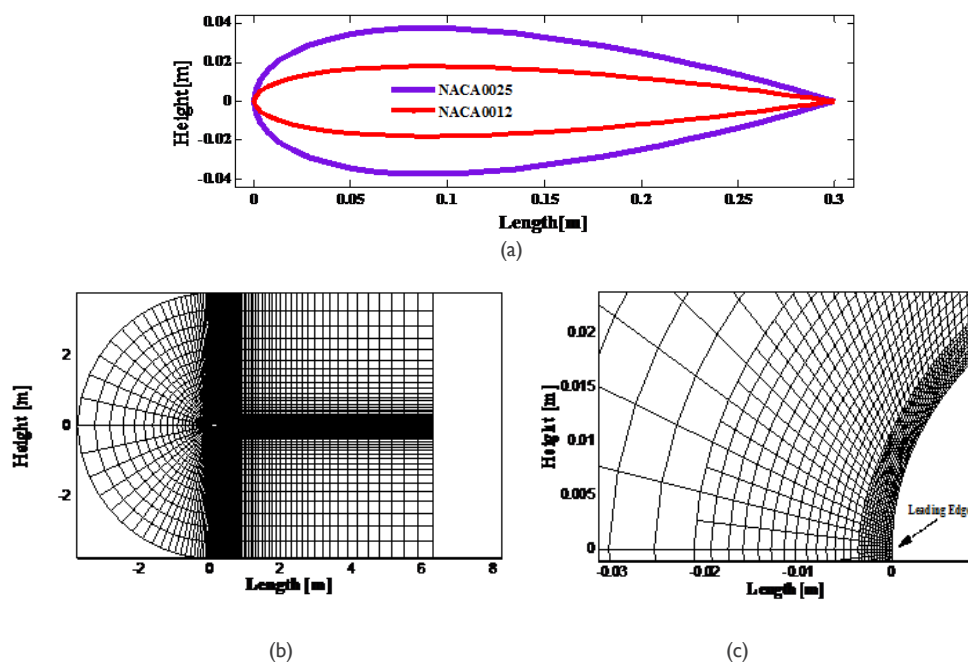 0.04
0.02
0
-0.02
-0.04
Height[m]
NACA0025
NACA0012
0
0.05
0.1
0.15
0.2
0.25
0.3
Length[m]
(a)
2
0
-2
Height [m]
-2
0
2
4
6
8
Length [m]
(b)
0.02
0.015
0.01
0.005
0
Height [m]
Leading Edge
-0.03
-0.02
-0.01
0
Length [m]
(c)